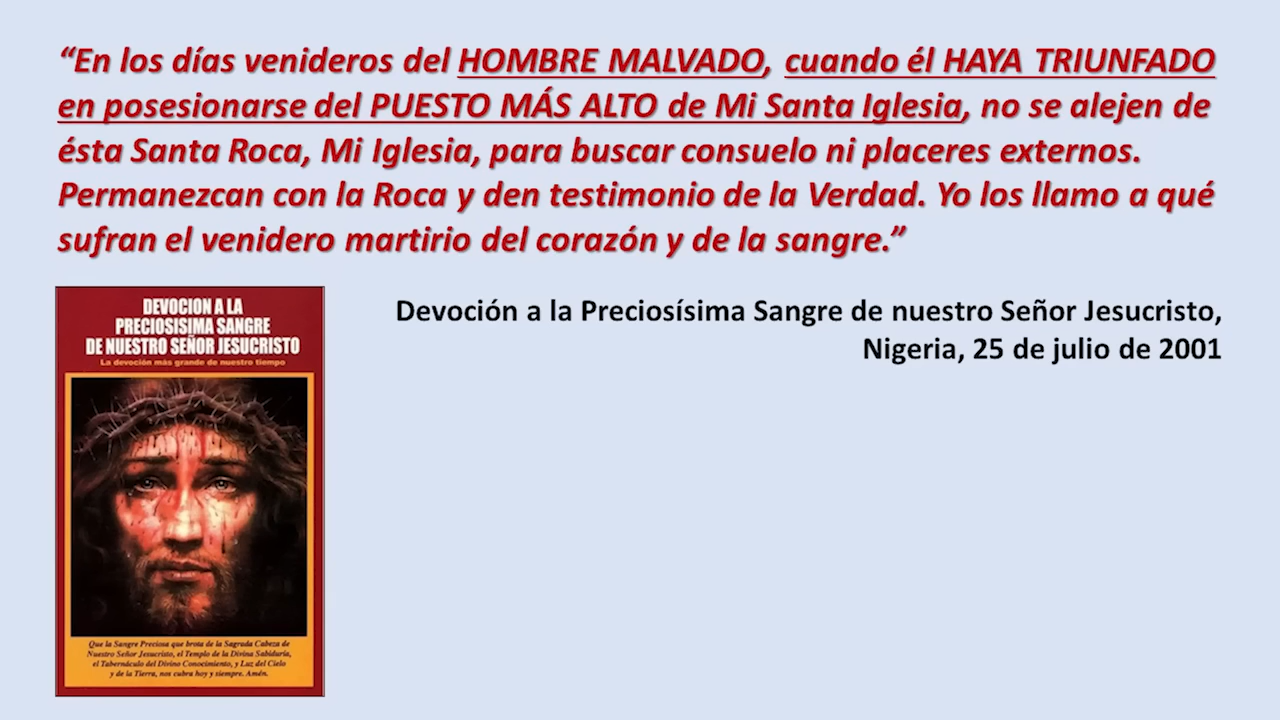 “En los días venideros del HOMBRE MALVADO, cuando él HAYA TRIUNFADO
en posesionarse del PUESTO MÁS ALTO de Mi Santa Iglesia, no se alejen de
ésta Santa Roca, Mi Iglesia, para buscar consuelo ni placeres externos.
Permanezcan con la Roca y den testimonio de la Verdad. Yo los llamo a qué
sufran el venidero martirio del corazón y de la sangre.”
Devoción a la Preciosísima Sangre de nuestro Señor Jesucristo,
Nigeria, 25 de julio de 2001
DEVOCION A LA
PRECIOSISIMA SANGRE
DE NUESTRO SEÑOR JESUCRISTO
La devoción más grande de nuestro tiempo
Que la Sangre Preciosa que brota de la Sagrada Cabeza de
Nuestro Señor Jesucristo, el Templo de la Divina Sabiduría,
el Tabernáculo del Divino Conocimiento, y Luz del Cielo
y de la Tierra, nos cubra hoy y siempre. Amén.